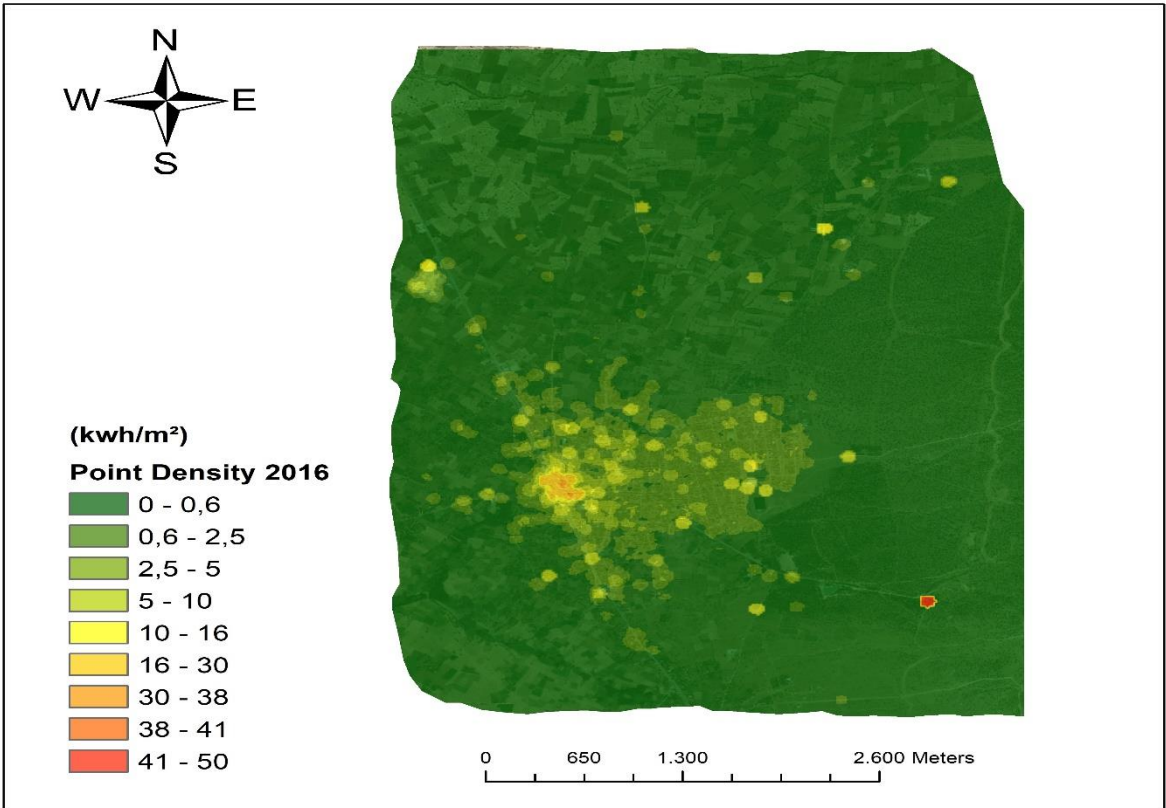 N
W E
S
(kwh/m²)
Point Density 2016
0 - 0,6
0,6 - 2,5
2,5 - 5
5 - 10
10 - 16
16 - 30
30 - 38
38 - 41
41 - 50
0 650 1.300 2.600 Meters